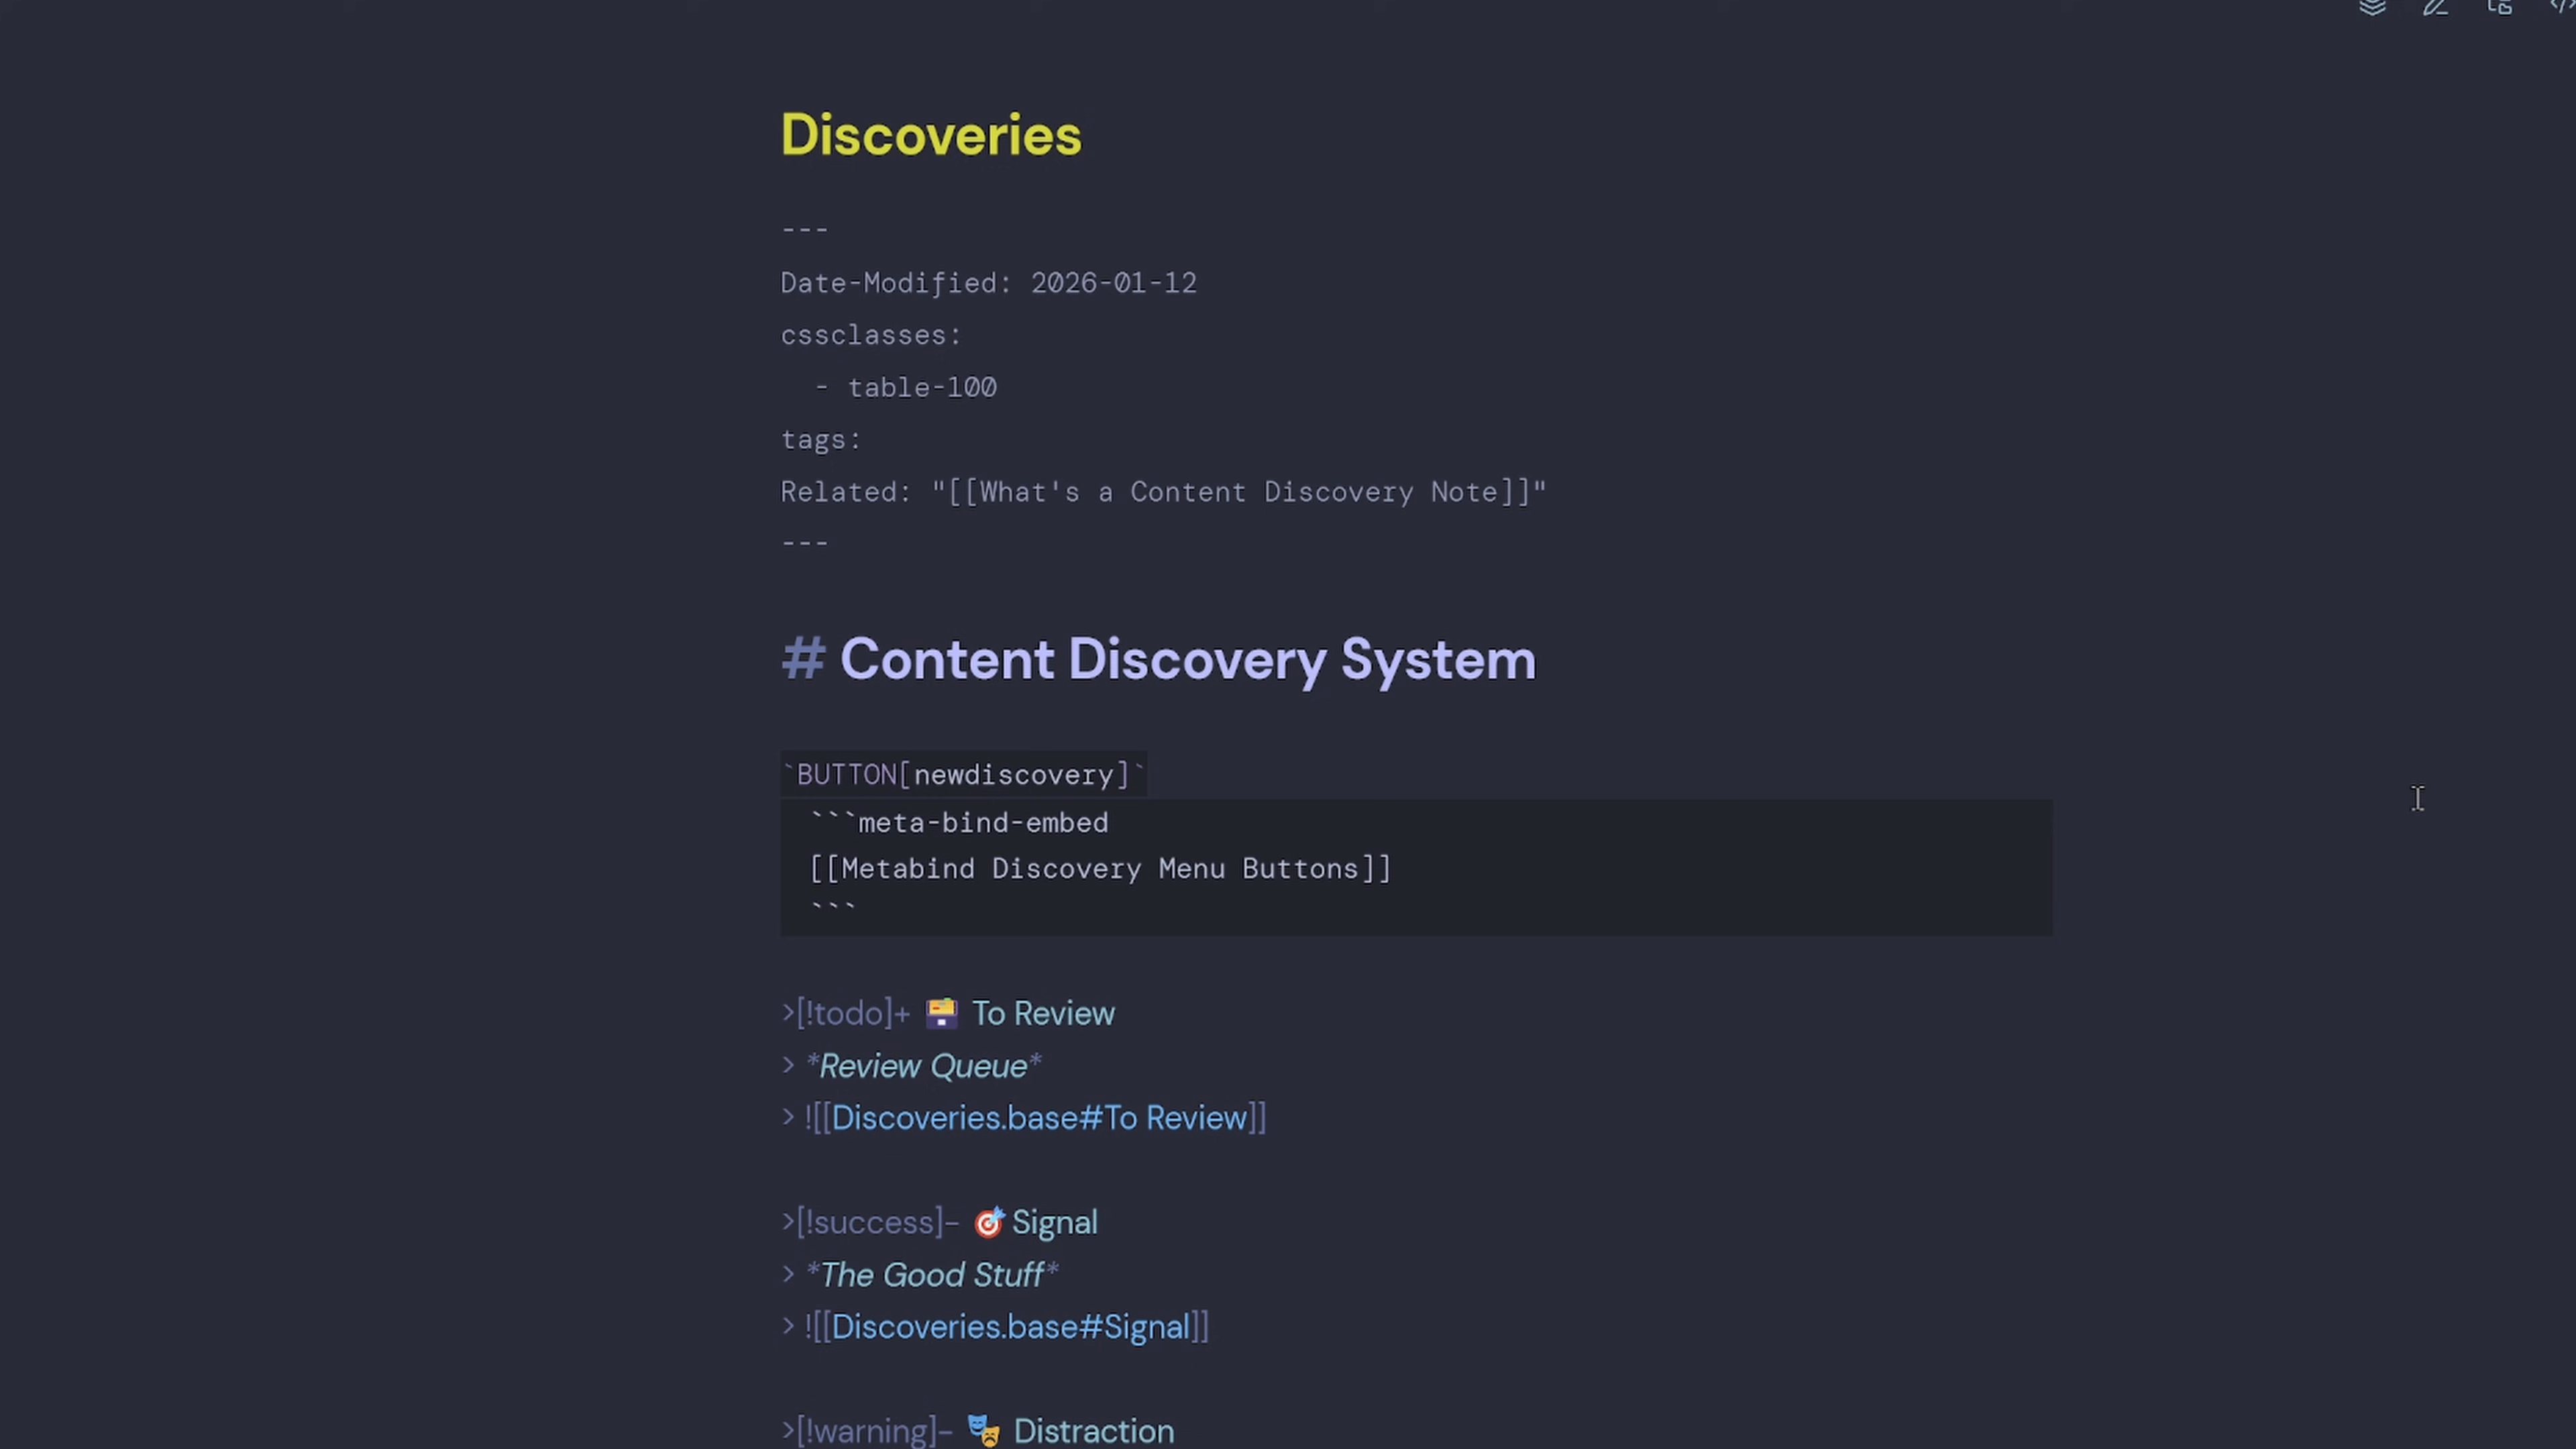 Discoveries
---
Date-Modified: 2026-01-12
cssclasses:
  - table-100
tags:
Related: "[[What's a Content Discovery Note]]"
---
# Content Discovery System
`BUTTON[newdiscovery]`
```meta-bind-embed
[[Metabind Discovery Menu Buttons]]
```
>[!todo]+ 🗃️ To Review
> *Review Queue*
> ![[Discoveries.base#To Review]]
>[!success]- 🎯 Signal
> *The Good Stuff*
> ![[Discoveries.base#Signal]]
>[!warning]- 🎭 Distraction